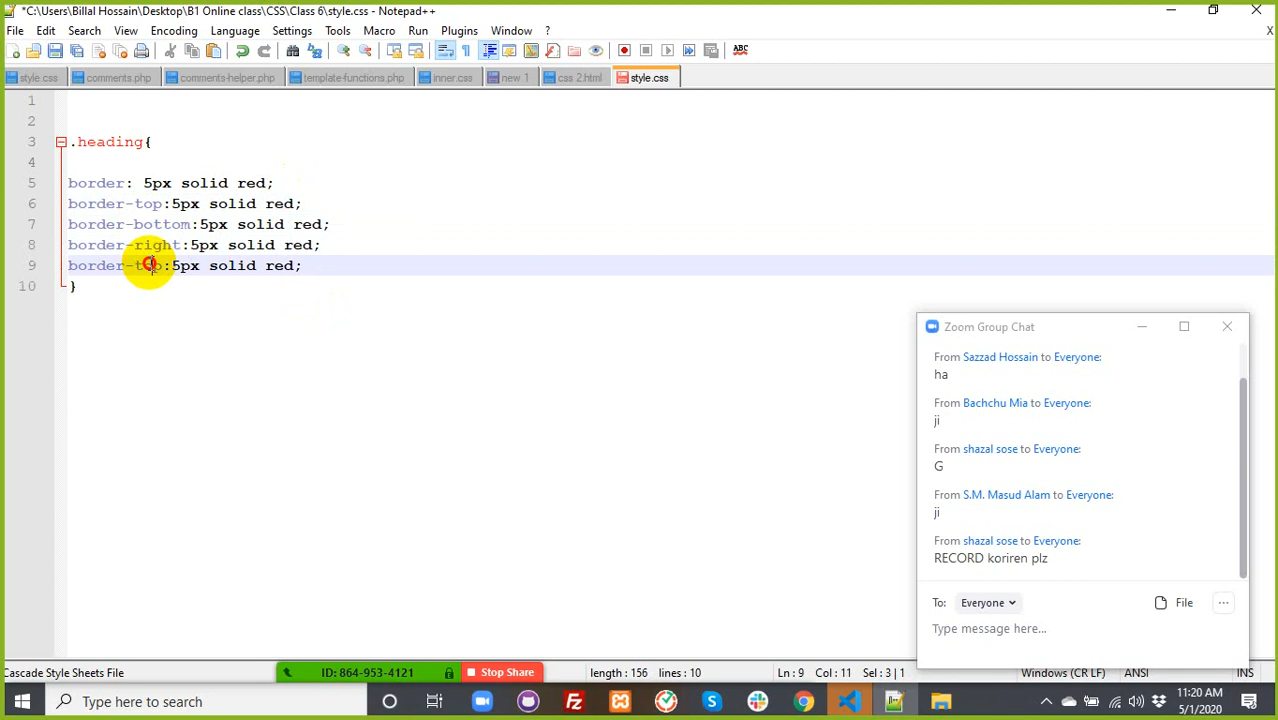 *C:\Users\Billal Hossain\Desktop\B1 Online class\CSS\Class 6\style.css - Notepad++
File Edit Search View Encoding Language Settings Tools Macro Run Plugins Window ? X
style.css comments.php comments-helper.php template-functions.php inner.css new 1 css 2.html style.css
1
2
3 .heading{
4
5 border: 5px solid red;
6 border-top:5px solid red;
7 border-bottom:5px solid red;
8 border-right:5px solid red;
9 border-top:5px solid red;
10 }
Zoom Group Chat
From Sazzad Hossain to Everyone:
ha
From Bachchu Mia to Everyone:
ji
From shazal sose to Everyone:
G
From S.M. Masud Alam to Everyone:
ji
From shazal sose to Everyone:
RECORD koriren plz
To: Everyone File ...
Type message here...
Cascade Style Sheets File ID: 864-953-4121 Stop Share length : 156 lines : 10 Ln : 9 Col : 11 Sel : 3 | 1 Windows (CR LF) ANSI INS
Type here to search 11:20 AM
5/1/2020